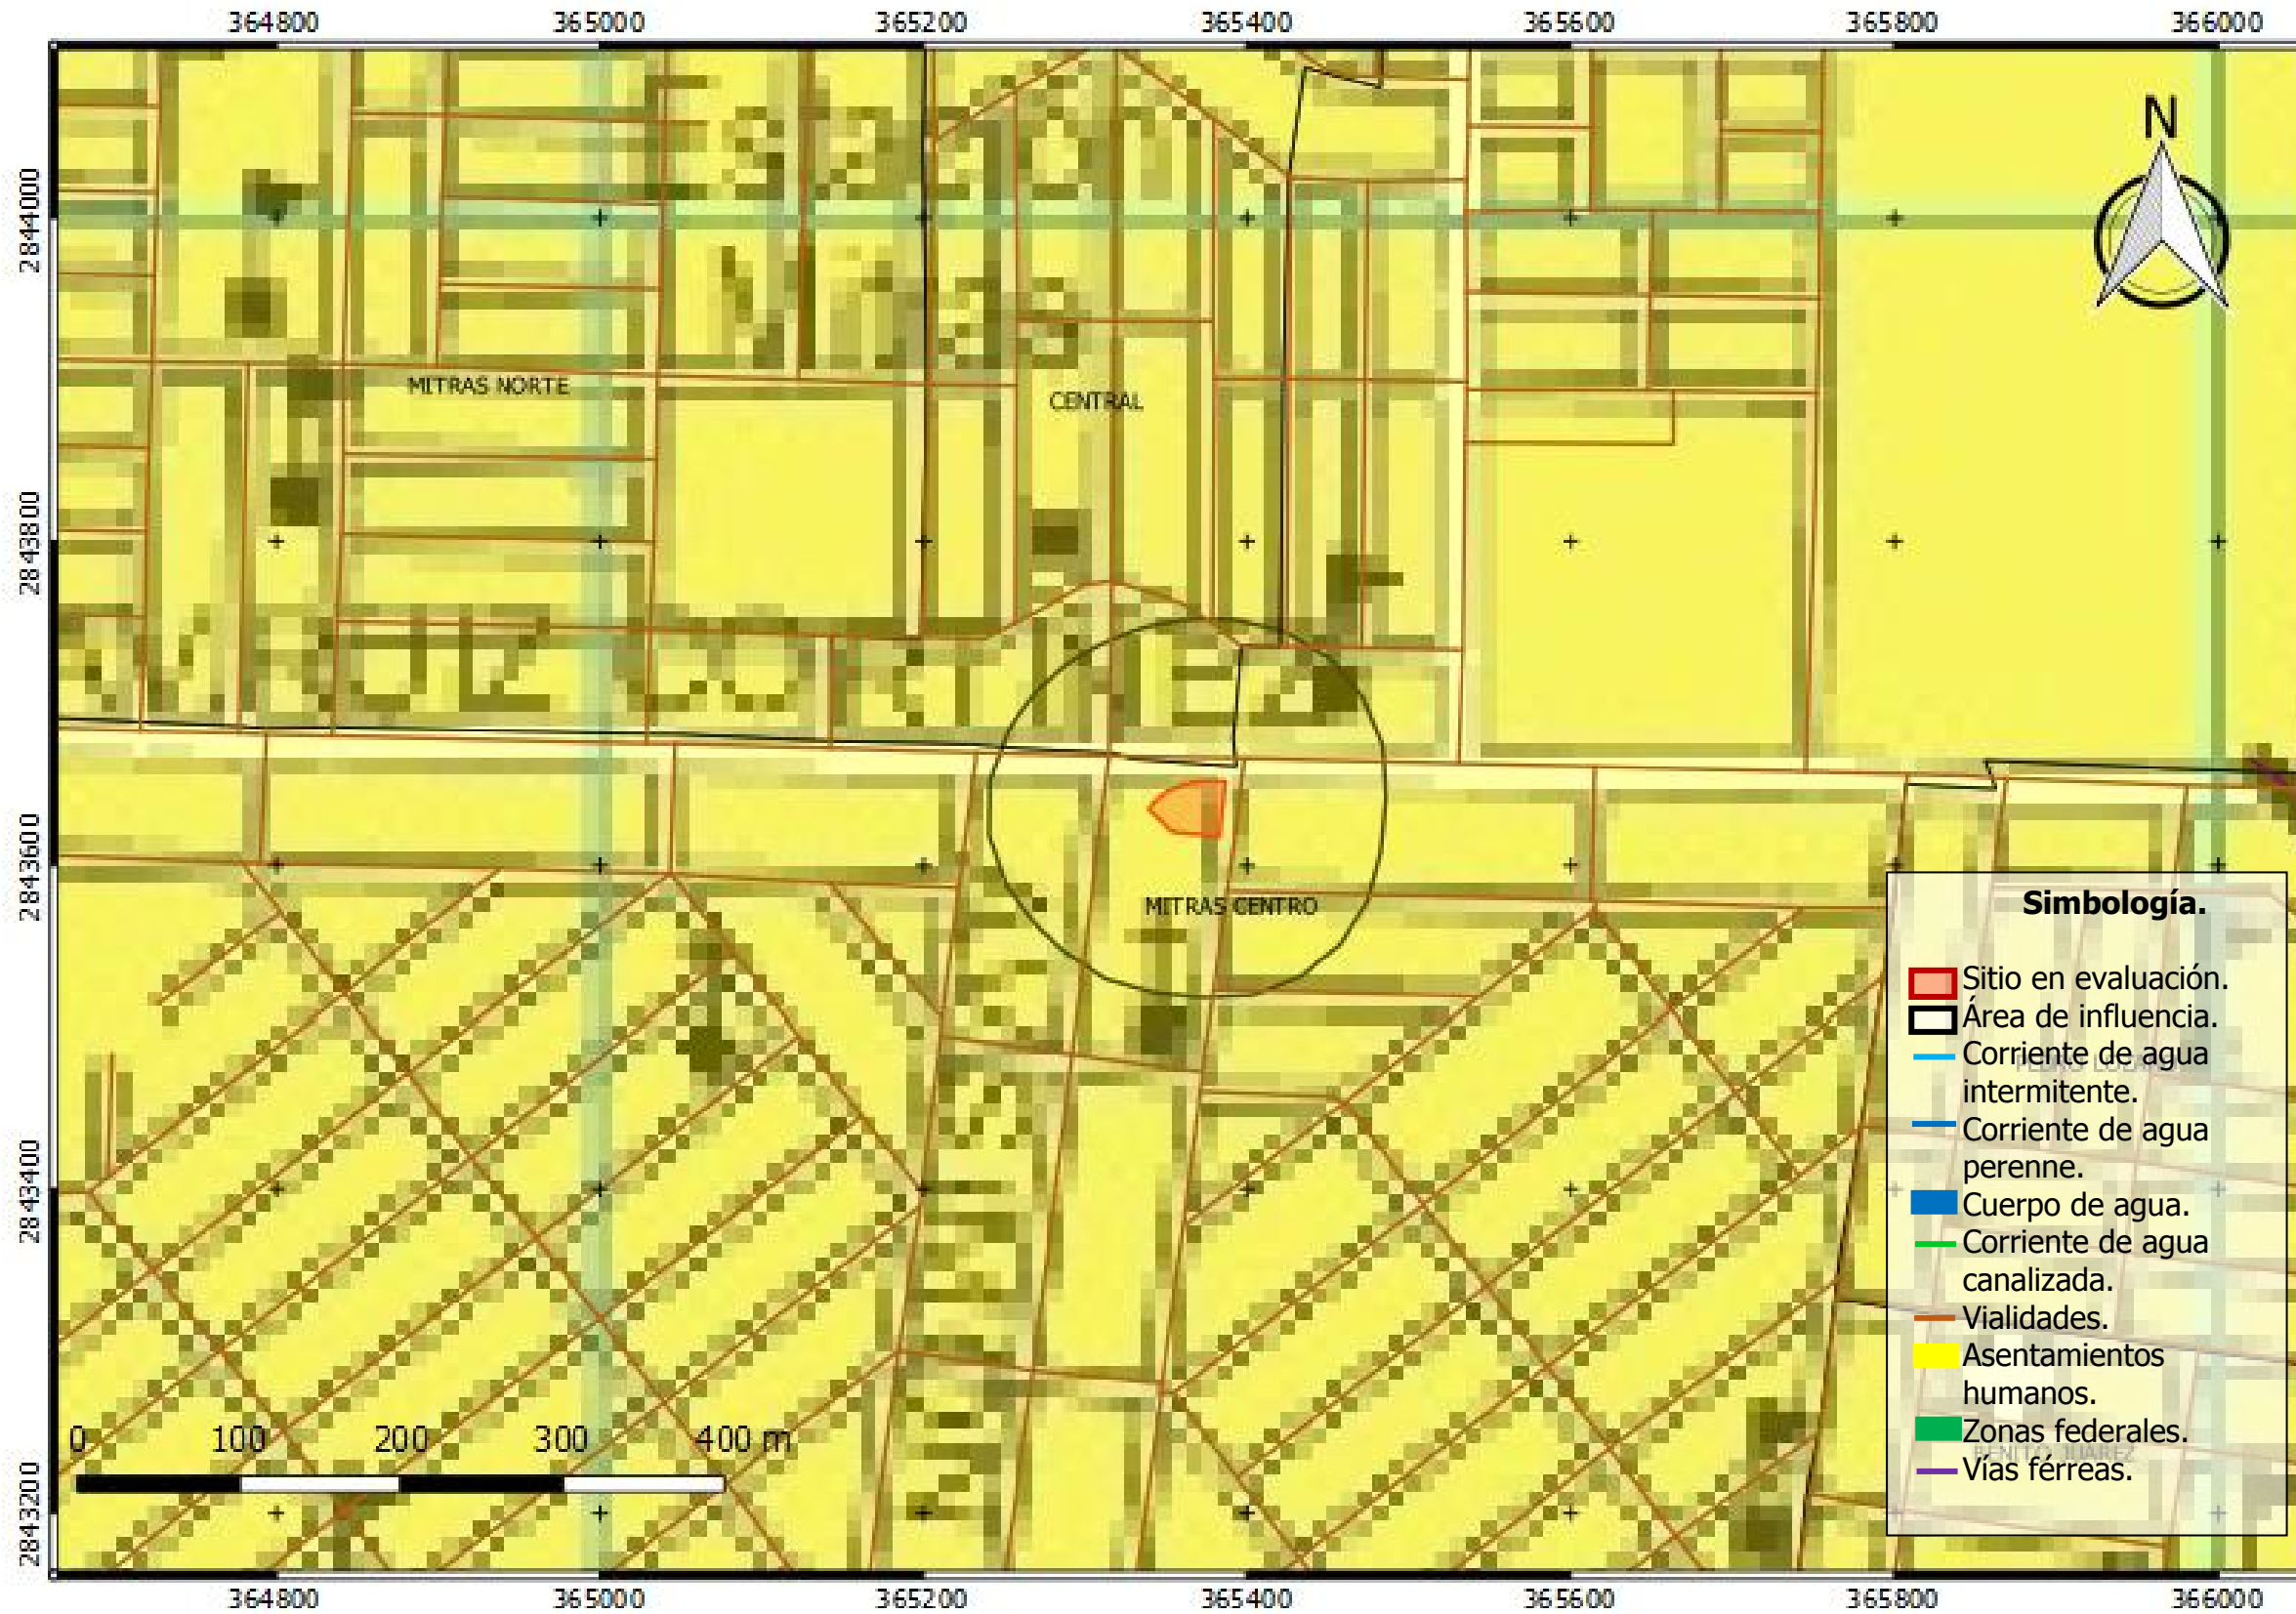 364800 365000 365200 365400 365600 365800 366000
N
2844000
2843800
2843600
2843400
2843200
MITRAS NORTE
CENTRAL
MITRAS CENTRO
Simbología.
Sitio en evaluación.
Área de influencia.
Corriente de agua
intermitente.
Corriente de agua
perenne.
Cuerpo de agua.
Corriente de agua
canalizada.
Vialidades.
Asentamientos
humanos.
Zonas federales.
BENITO JUÁREZ
Vías férreas.
0 100 200 300 400 m
364800 365000 365200 365400 365600 365800 366000